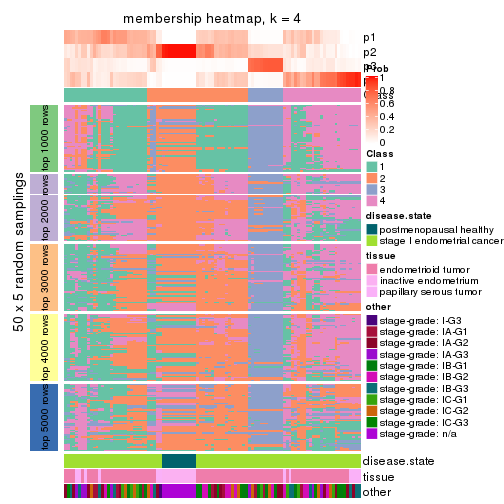 membership heatmap, k = 4
p1
p2
p3
Prob
1
0.8
0.6
0.4
0.2
0
Class
1
2
3
4
disease.state
postmenopausal healthy
stage I endometrial cancer
tissue
endometrioid tumor
inactive endometrium
papillary serous tumor
other
stage-grade: I-G3
stage-grade: IA-G1
stage-grade: IA-G2
stage-grade: IA-G3
stage-grade: IB-G1
stage-grade: IB-G2
stage-grade: IB-G3
stage-grade: IC-G1
stage-grade: IC-G2
stage-grade: IC-G3
stage-grade: n/a
50 x 5 random samplings
top 1000 rows
rows
top 2000 rows
top 3000 rows
top 4000 rows
top 5000 rows
disease.state
tissue
other